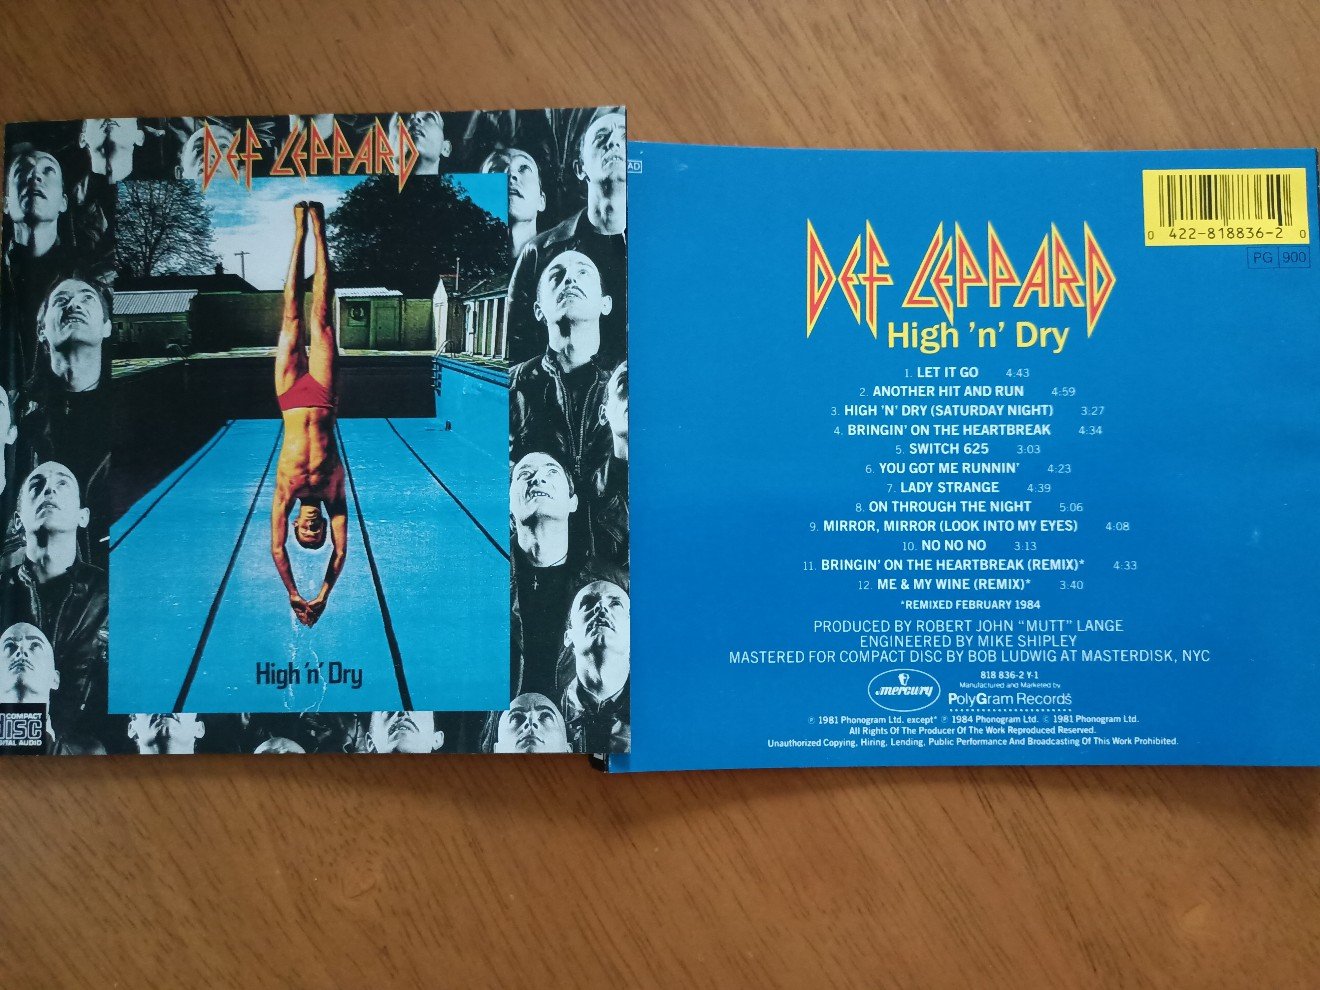 DEF LEPPARD
High 'n' Dry
COMPACT
DISC
DIGITAL AUDIO
AD
0 422-818836-2 0
PG 900
DEF LEPPARD
High 'n' Dry
1. LET IT GO 4:43
2. ANOTHER HIT AND RUN 4:59
3. HIGH 'N' DRY (SATURDAY NIGHT) 3:27
4. BRINGIN' ON THE HEARTBREAK 4:34
5. SWITCH 625 3:03
6. YOU GOT ME RUNNIN' 4:23
7. LADY STRANGE 4:39
8. ON THROUGH THE NIGHT 5:06
9. MIRROR, MIRROR (LOOK INTO MY EYES) 4:08
10. NO NO NO 3:13
11. BRINGIN' ON THE HEARTBREAK (REMIX)* 4:33
12. ME & MY WINE (REMIX)* 3:40
*REMIXED FEBRUARY 1984
PRODUCED BY ROBERT JOHN “MUTT” LANGE
ENGINEERED BY MIKE SHIPLEY
MASTERED FOR COMPACT DISC BY BOB LUDWIG AT MASTERDISK, NYC
818 836-2 Y-1
mercury
Manufactured and Marketed by
PolyGram Records
℗ 1981 Phonogram Ltd. except* ℗ 1984 Phonogram Ltd. © 1981 Phonogram Ltd.
All Rights Of The Producer Of The Work Reproduced Reserved.
Unauthorized Copying, Hiring, Lending, Public Performance And Broadcasting Of This Work Prohibited.